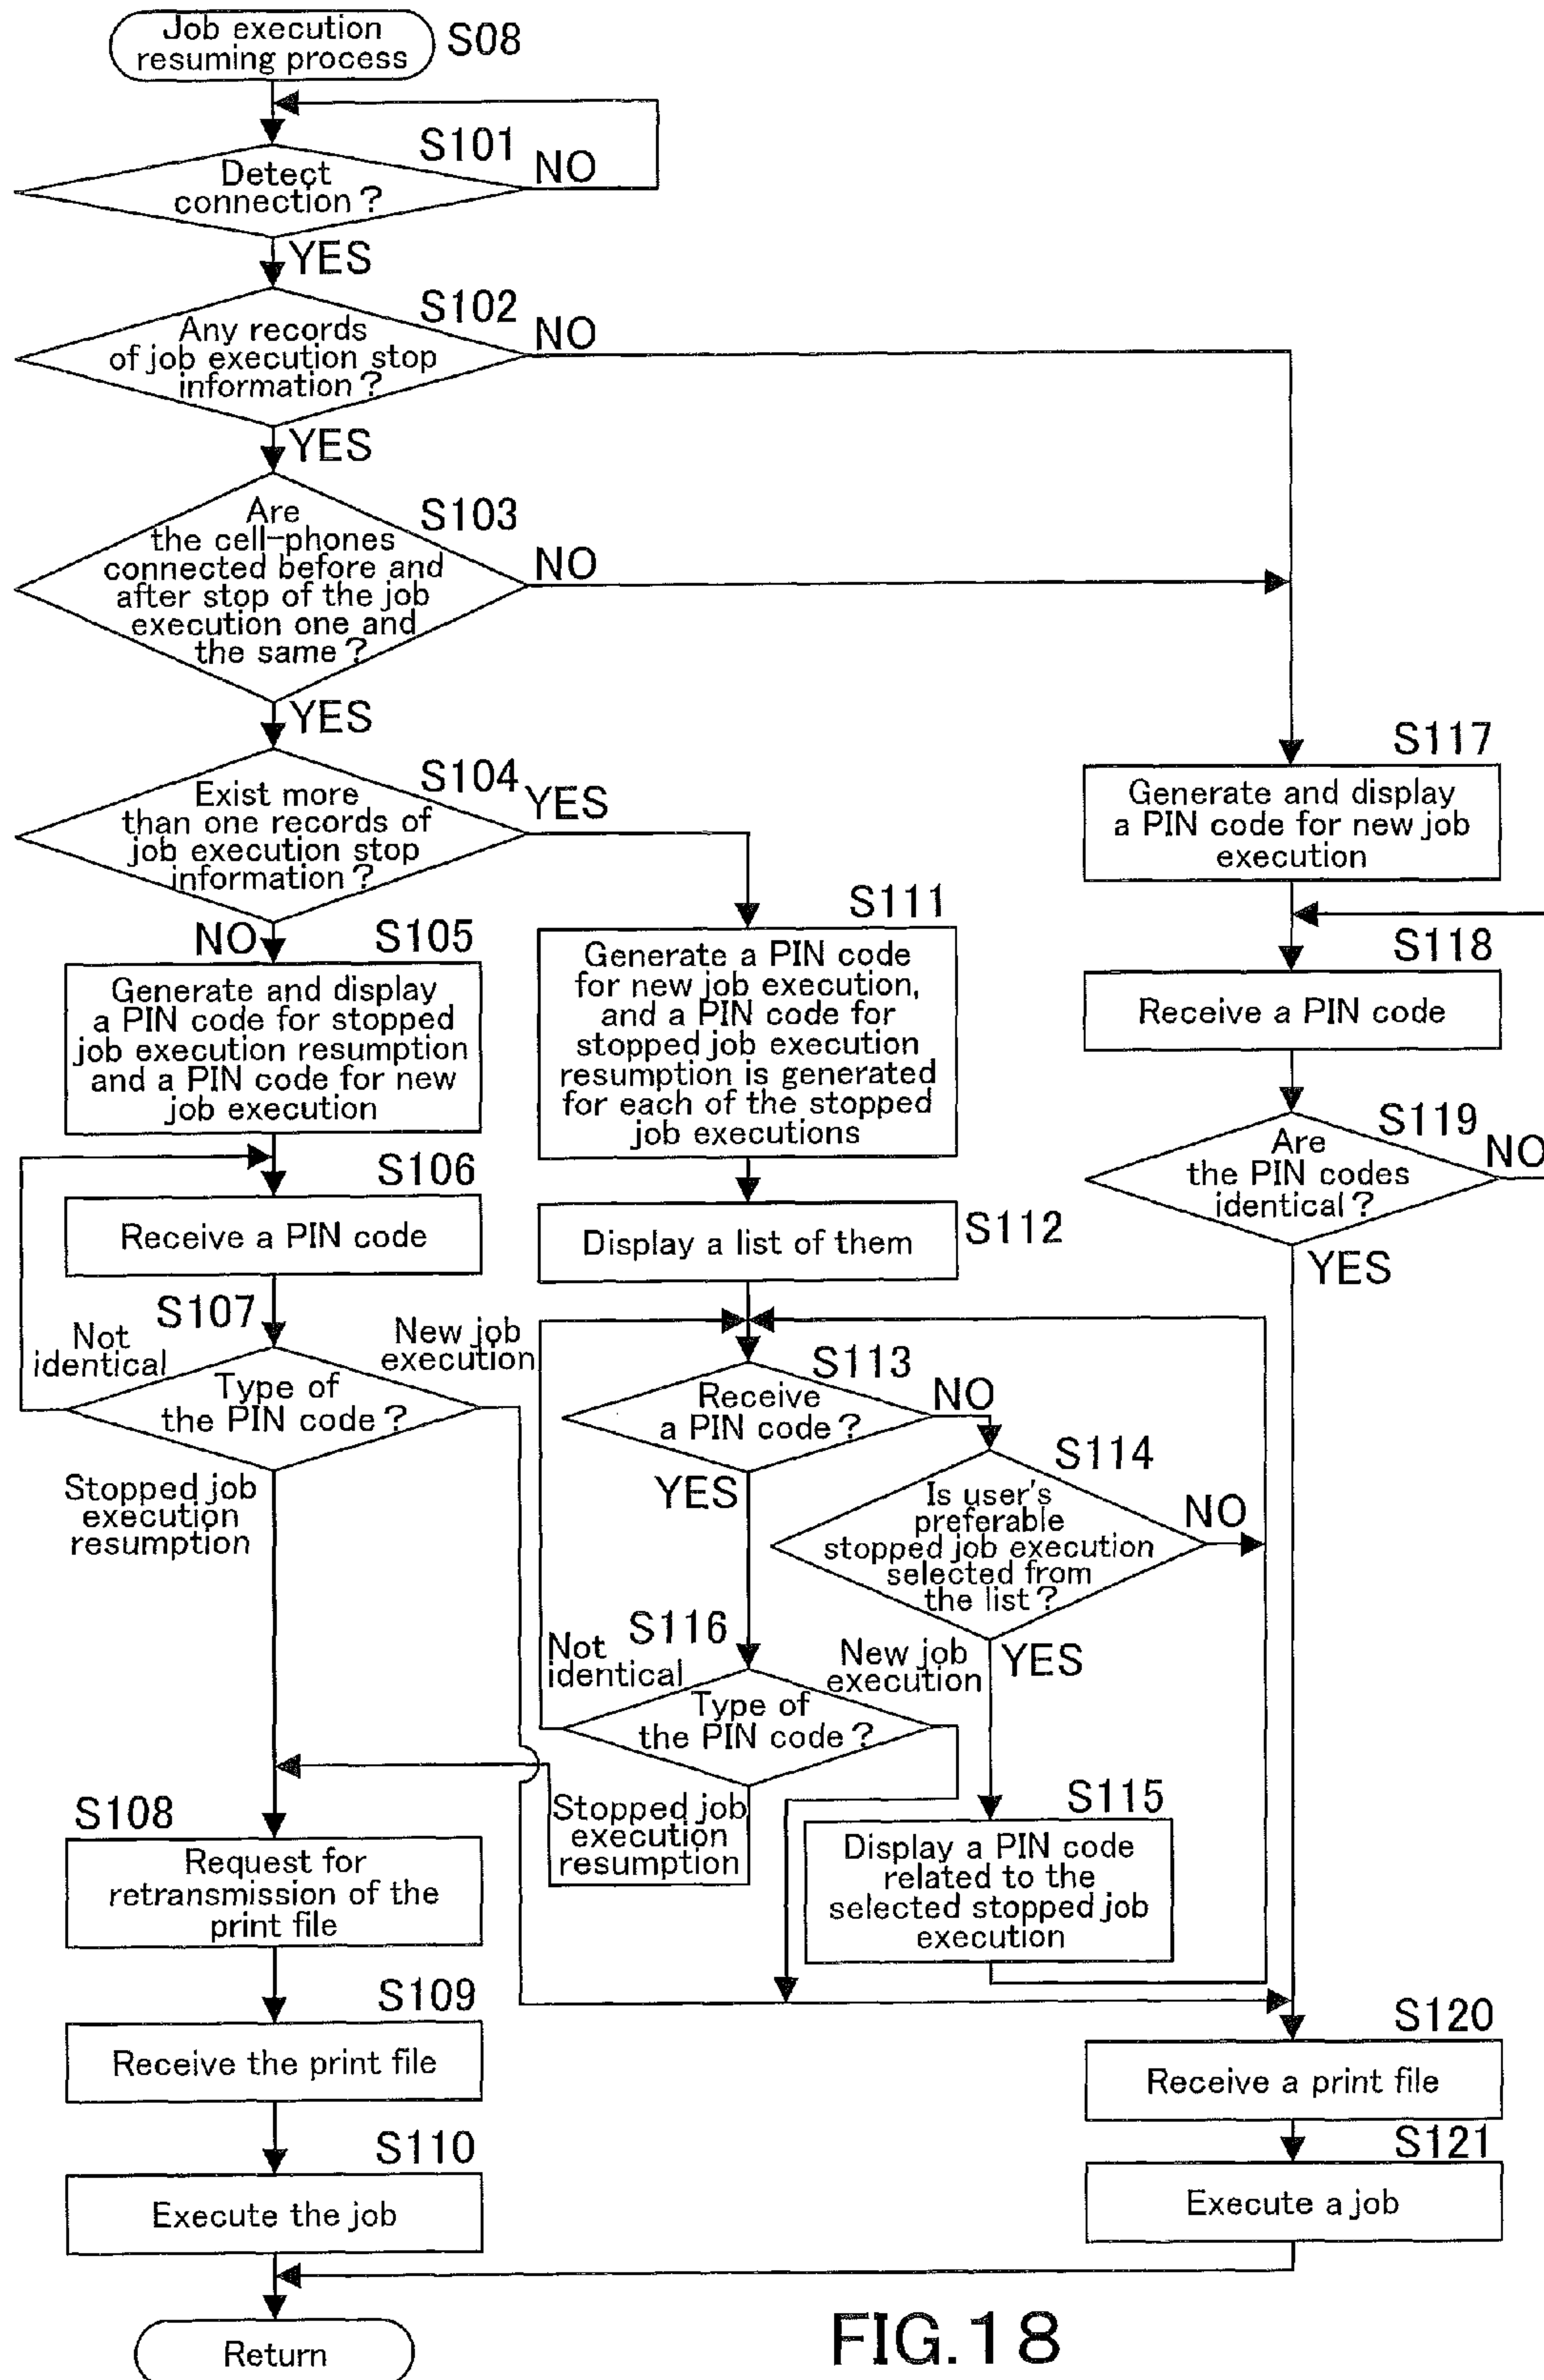 Job execution
resuming process
S08
S101
Detect
connection?
NO
YES
S102
Any records
of job execution stop
information?
NO
YES
S103
Are
the cell-phones
connected before and
after stop of the job
execution one and
the same?
NO
YES
S104
Exist more
than one records of
job execution stop
information?
YES
NO
S105
Generate and display
a PIN code for stopped
job execution resumption
and a PIN code for new
job execution
S106
Receive a PIN code
S107
Not
identical
New job
execution
Type of
the PIN code?
Stopped job
execution
resumption
S108
Request for
retransmission of the
print file
S109
Receive the print file
S110
Execute the job
Return
S111
Generate a PIN code
for new job execution,
and a PIN code for
stopped job execution
resumption is generated
for each of the stopped
job executions
S112
Display a list of them
S113
Receive
a PIN code?
NO
YES
S114
Is user's
preferable
stopped job execution
selected from
the list?
NO
YES
S116
Not
identical
New job
execution
Type of
the PIN code?
Stopped job
execution
resumption
S115
Display a PIN code
related to the
selected stopped job
execution
S117
Generate and display
a PIN code for new job
execution
S118
Receive a PIN code
S119
Are
the PIN codes
identical?
NO
YES
S120
Receive a print file
S121
Execute a job
FIG.18